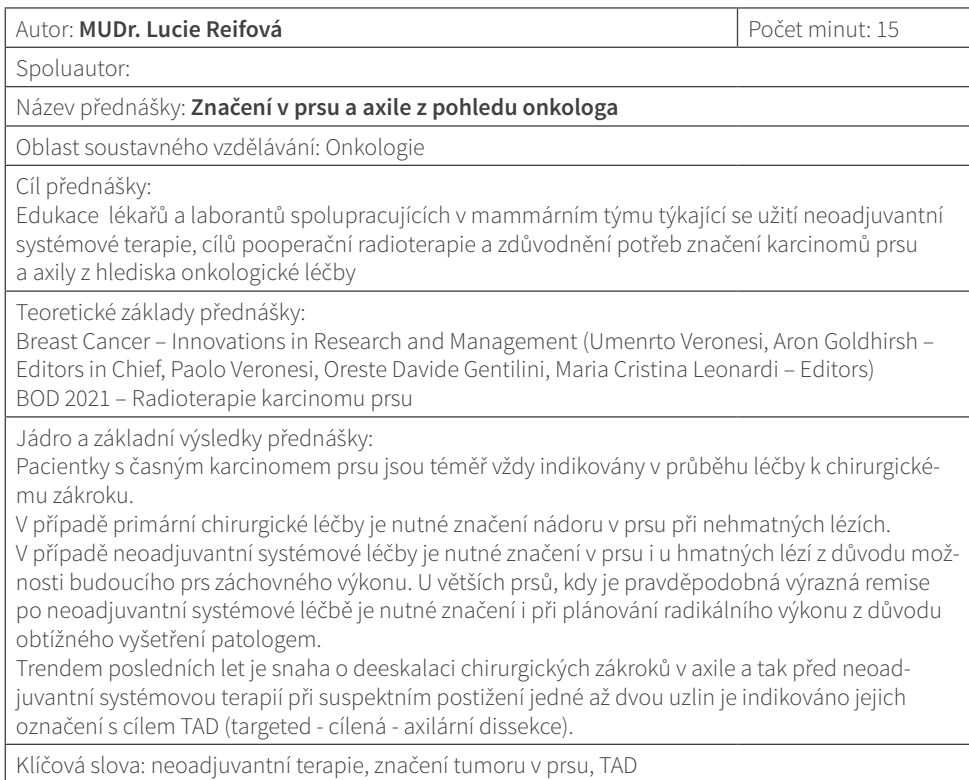 Autor: MUDr. Lucie Reifová
Počet minut: 15
Spoluautor:
Název přednášky: Značení v prsu a axile z pohledu onkologa
Oblast soustavného vzdělávání: Onkologie
Cíl přednášky:
Edukace lékařů a laborantů spolupracujících v mammárním týmu týkající se užití neoadjuvantní
systémové terapie, cílů pooperační radioterapie a zdůvodnění potřeb značení karcinomů prsu
a axily z hlediska onkologické léčby
Teoretické základy přednášky:
Breast Cancer – Innovations in Research and Management (Umenrto Veronesi, Aron Goldhirsh –
Editors in Chief, Paolo Veronesi, Oreste Davide Gentilini, Maria Cristina Leonardi – Editors)
BOD 2021 – Radioterapie karcinomu prsu
Jádro a základní výsledky přednášky:
Pacientky s časným karcinomem prsu jsou téměř vždy indikovány v průběhu léčby k chirurgické-
mu zákroku.
V případě primární chirurgické léčby je nutné značení nádoru v prsu při nehmatných lézích.
V případě neoadjuvantní systémové léčby je nutné značení v prsu i u hmatných lézí z důvodu mož-
nosti budoucího prs záchovného výkonu. U větších prsů, kdy je pravděpodobná výrazná remise
po neoadjuvantní systémové léčbě je nutné značení i při plánování radikálního výkonu z důvodu
obtížného vyšetření patologem.
Trendem posledních let je snaha o deeskalaci chirurgických zákroků v axile a tak před neoad-
juvantní systémovou terapií při suspektním postižení jedné až dvou uzlin je indikováno jejich
označení s cílem TAD (targeted - cílená - axilární dissekce).
Klíčová slova: neoadjuvantní terapie, značení tumoru v prsu, TAD